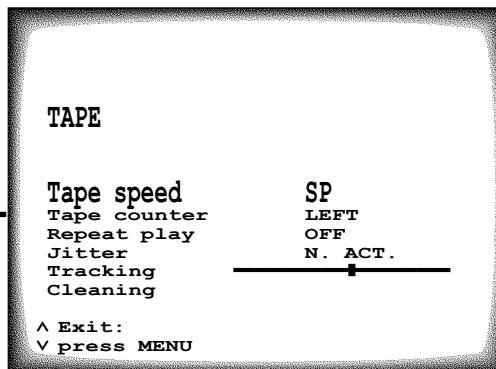 TAPE
Tape speed SP
Tape counter LEFT
Repeat play OFF
Jitter N. ACT.
Tracking
Cleaning
^ Exit:
v press MENU